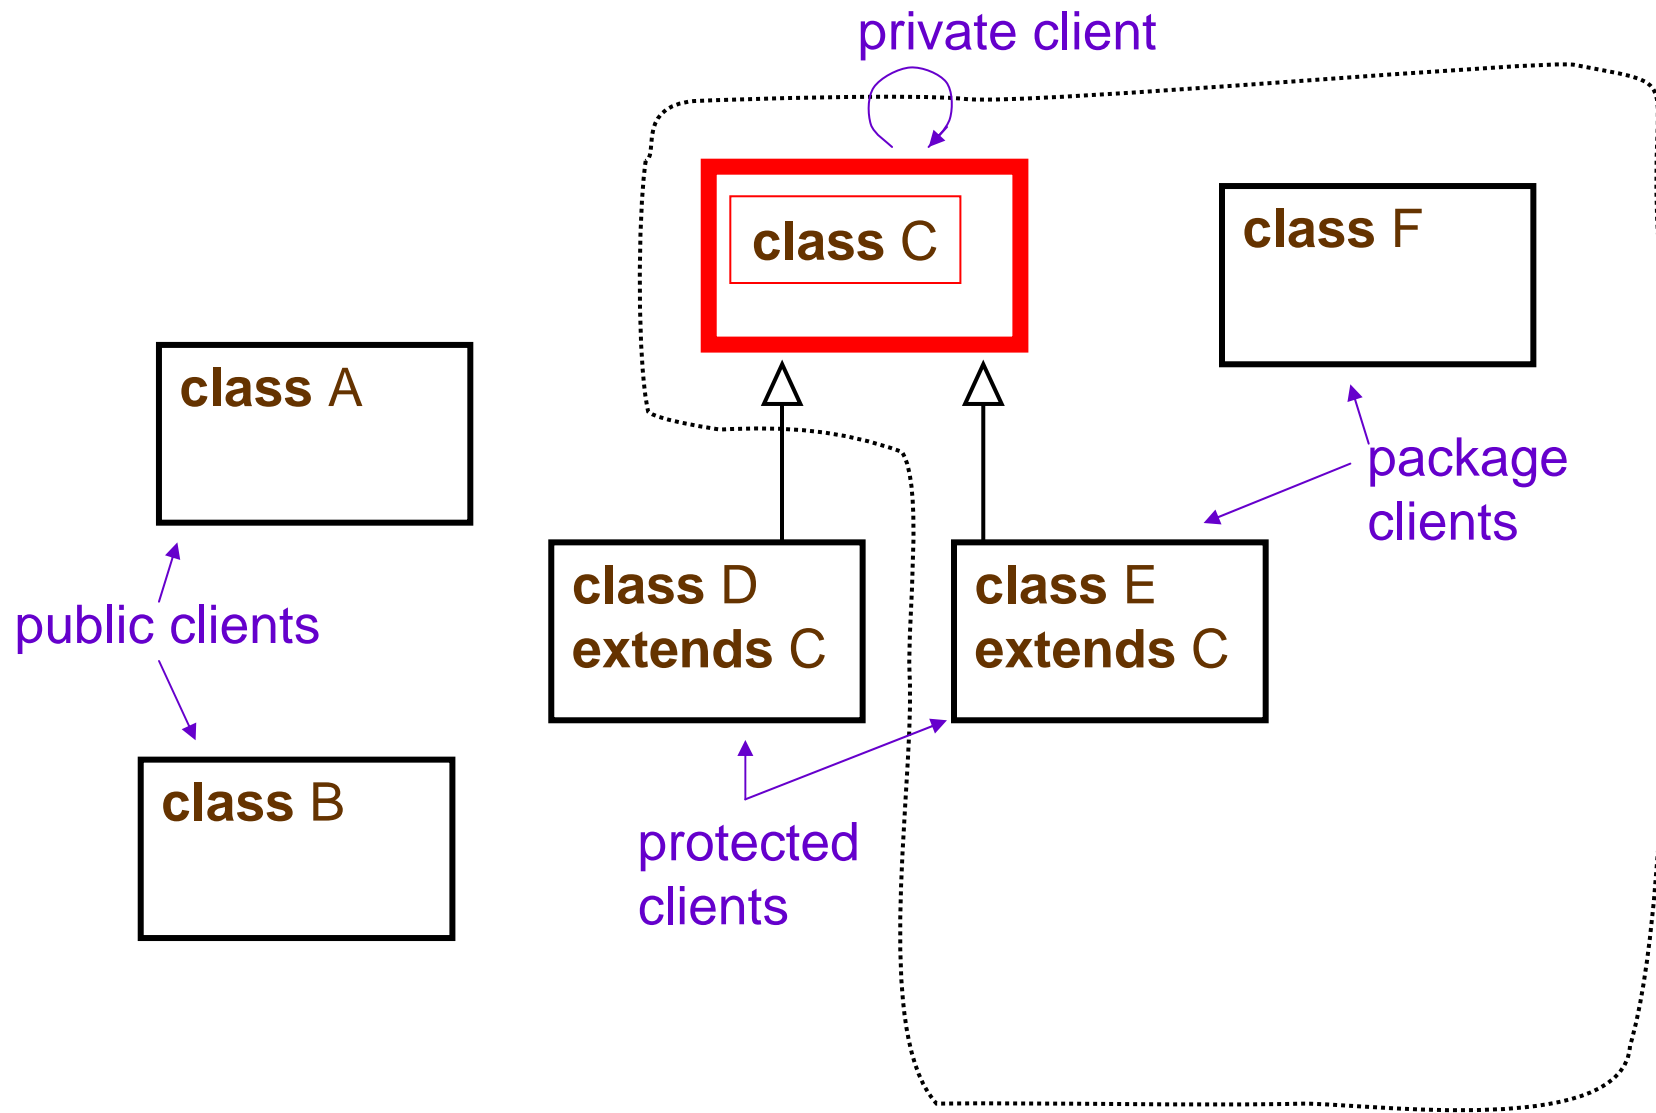 private client
class C
class F
class A
package
clients
class D
extends C
class E
extends C
public clients
class B
protected
clients